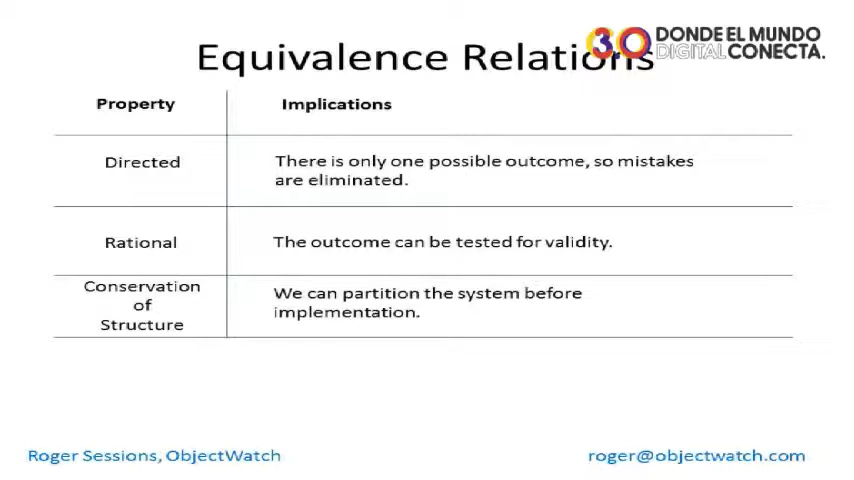 Equivalence Relations
30 DONDE EL MUNDO
DIGITAL CONECTA.
Property Implications
Directed There is only one possible outcome, so mistakes
are eliminated.
Rational The outcome can be tested for validity.
Conservation
of
Structure
We can partition the system before
implementation.
Roger Sessions, ObjectWatch roger@objectwatch.com